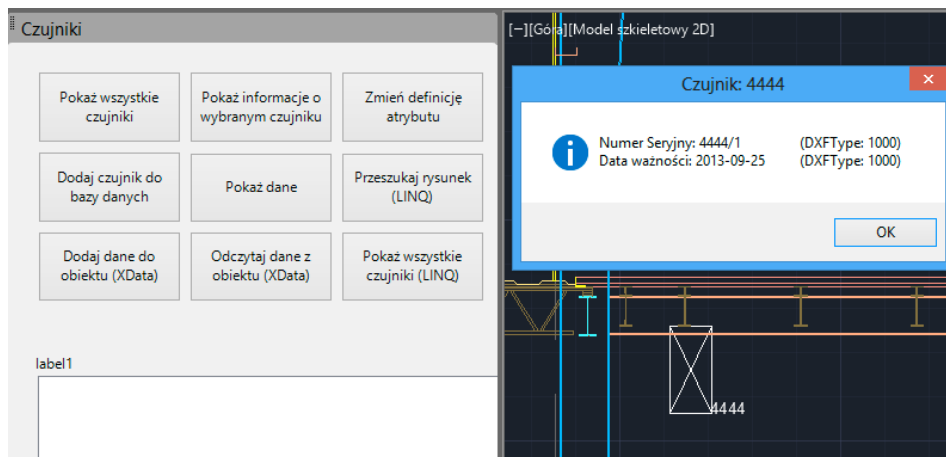 Czujniki
Pokaż wszystkie
czujniki
Pokaż informacje o
wybranym czujniku
Zmień definicję
atrybutu
Dodaj czujnik do
bazy danych
Pokaż dane
Przeszukaj rysunek
(LINQ)
Dodaj dane do
obiektu (XData)
Odczytaj dane z
obiektu (XData)
Pokaż wszystkie
czujniki (LINQ)
label1
[−][Góra][Model szkieletowy 2D]
Czujnik: 4444
Numer Seryjny: 4444/1 (DXFType: 1000)
Data ważności: 2013-09-25 (DXFType: 1000)
OK
4444